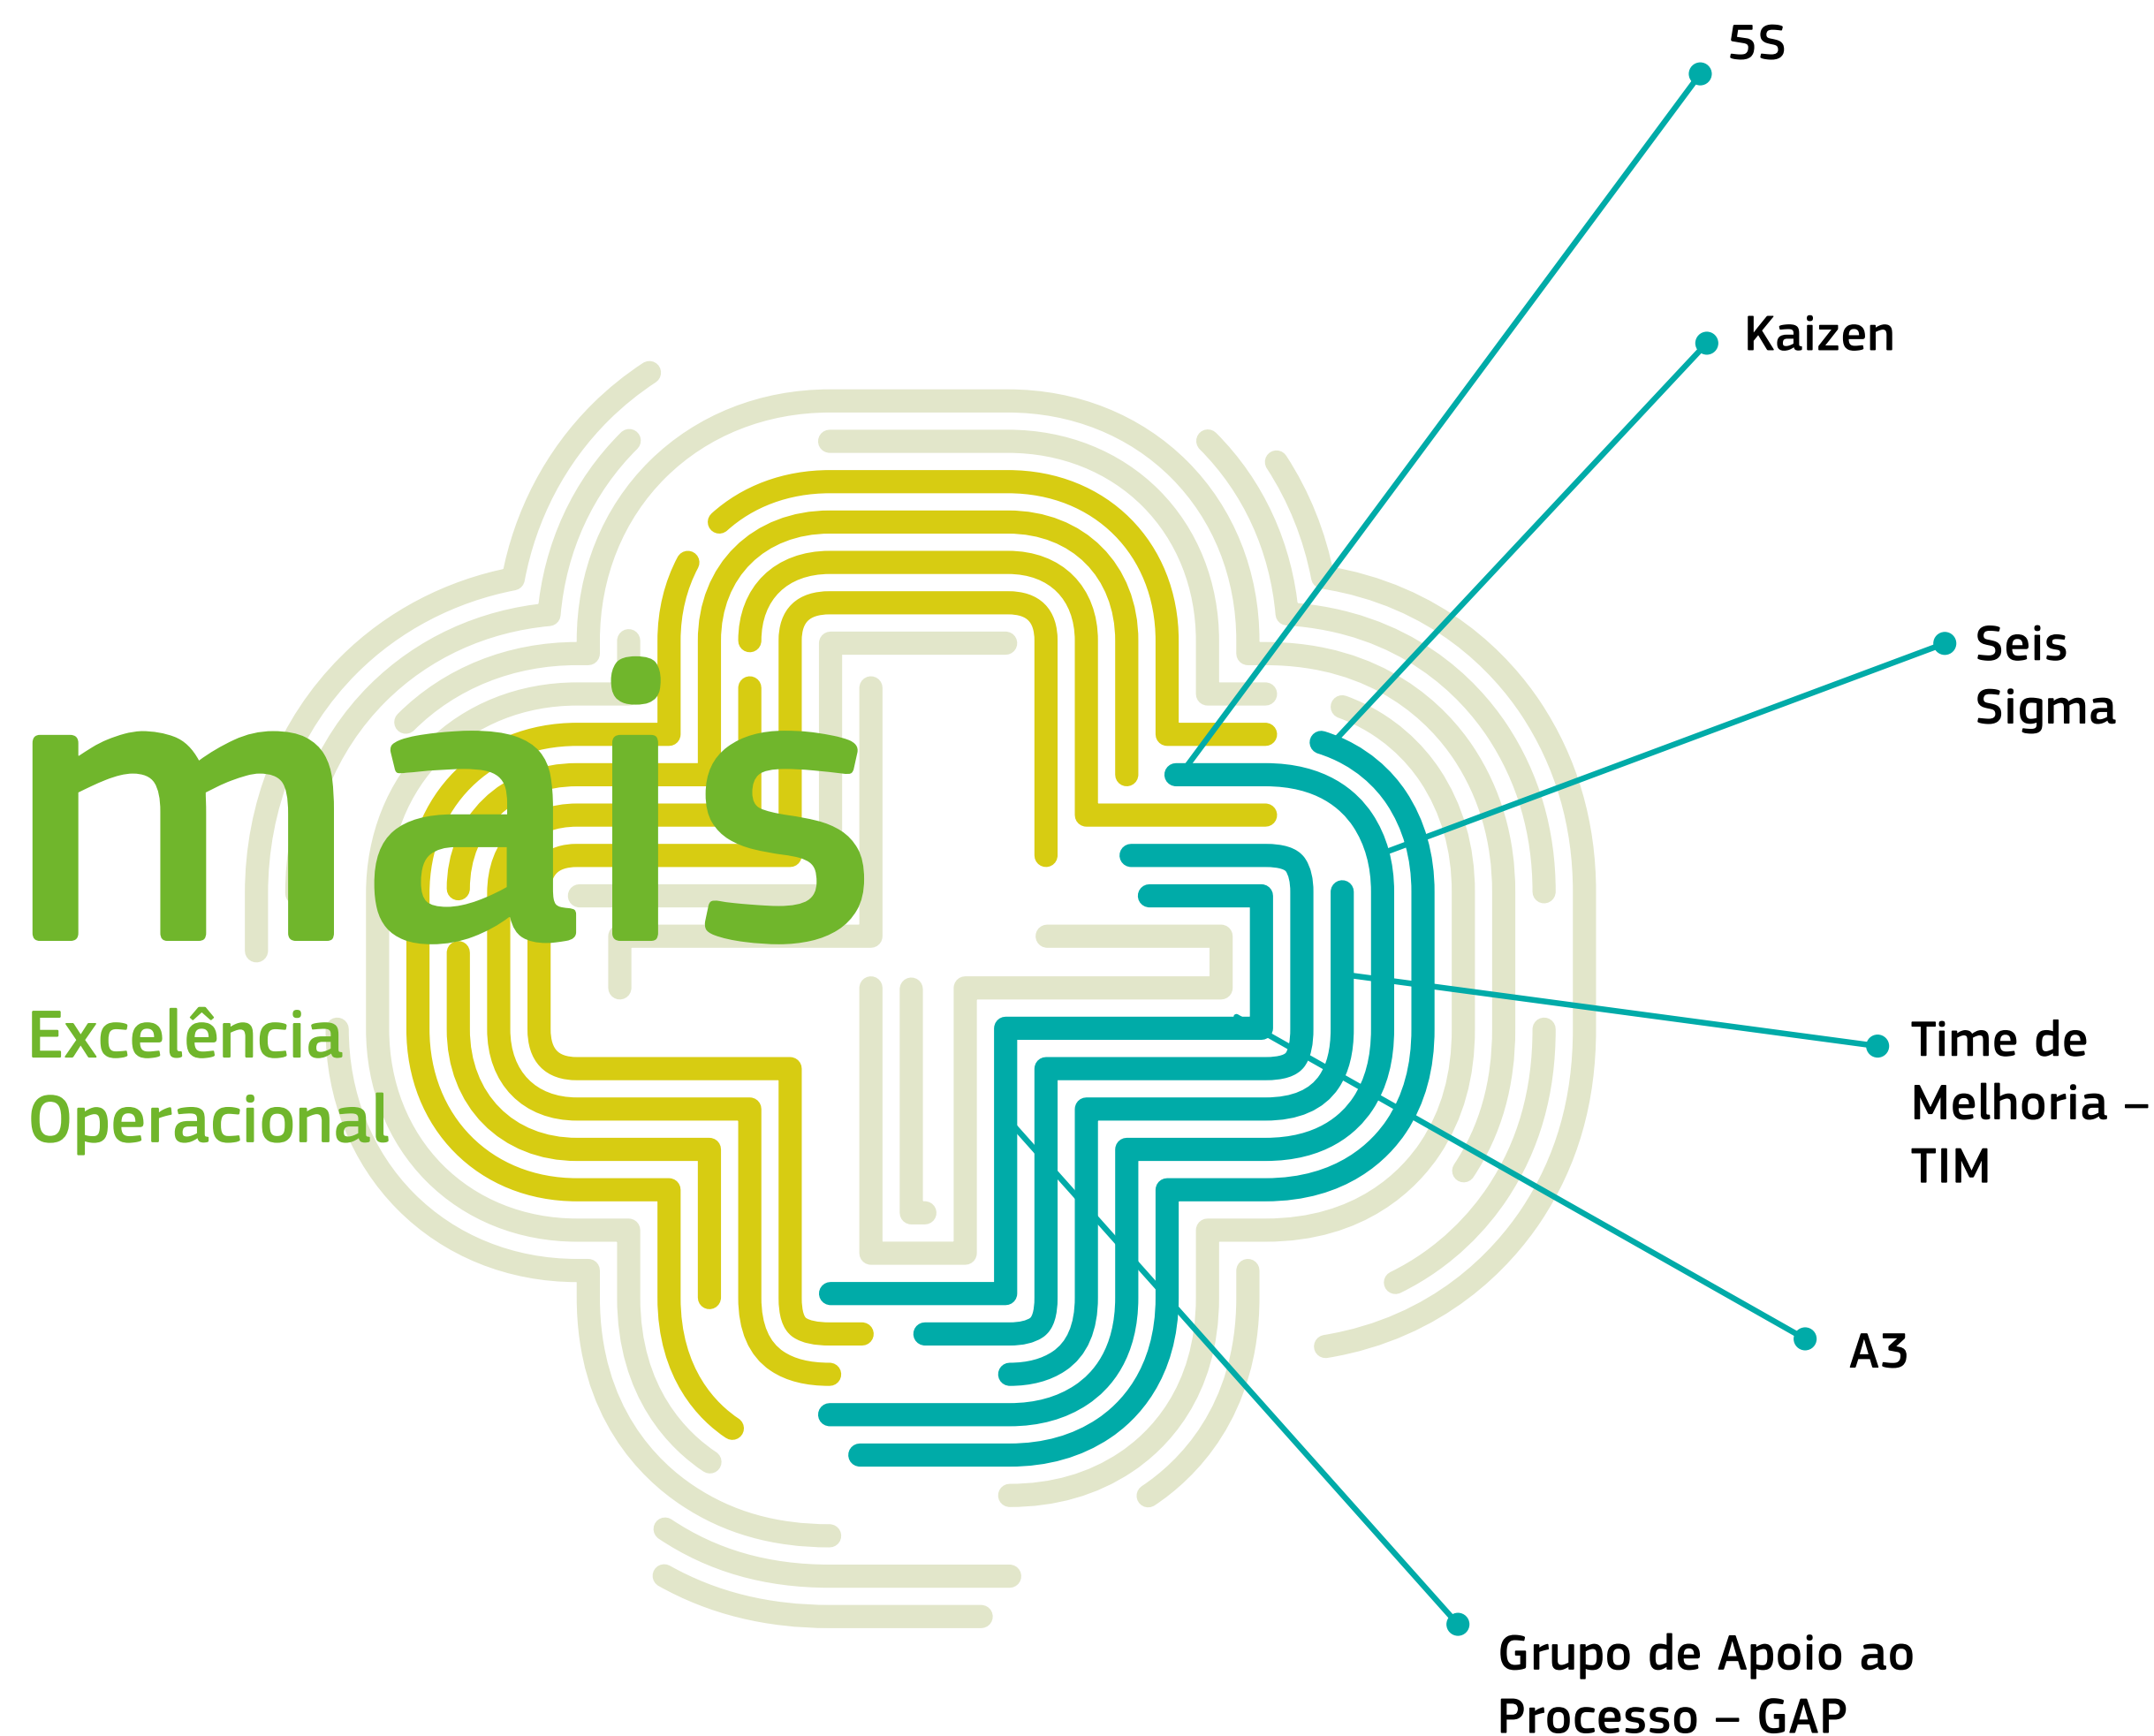 5S
Kaizen
Seis
Sigma
mais
Excelência
Operacional
Time de
Melhoria –
TIM
A3
Grupo de Apoio ao
Processo – GAP